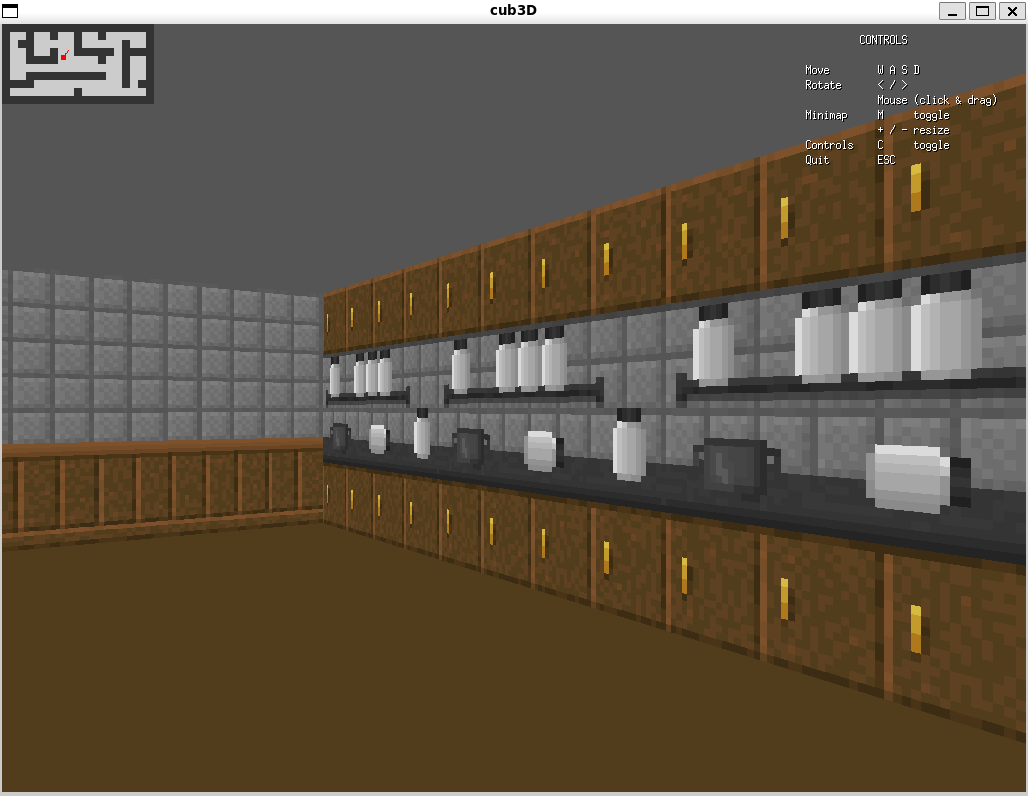 cub3D
CONTROLS
Move W A S D
Rotate < / >
Mouse (click & drag)
Minimap M toggle
+ / - resize
Controls C toggle
Quit ESC